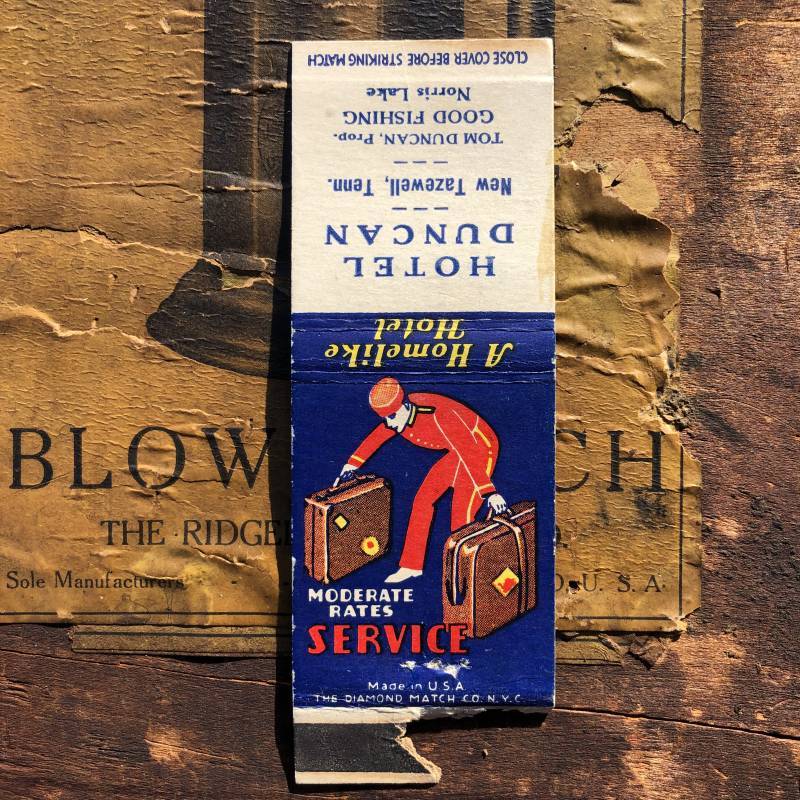 CLOSE COVER BEFORE STRIKING MATCH
Norris Lake
GOOD FISHING
TOM DUNCAN, Prop.
New Tazewell, Tenn.
HOTEL
DUNCAN
A Homelike
Hotel
MODERATE
RATES
SERVICE
Made in U.S.A.
THE DIAMOND MATCH CO. N.Y.C.
BLOW CH
THE
Sole Manufacturers U. S. A.